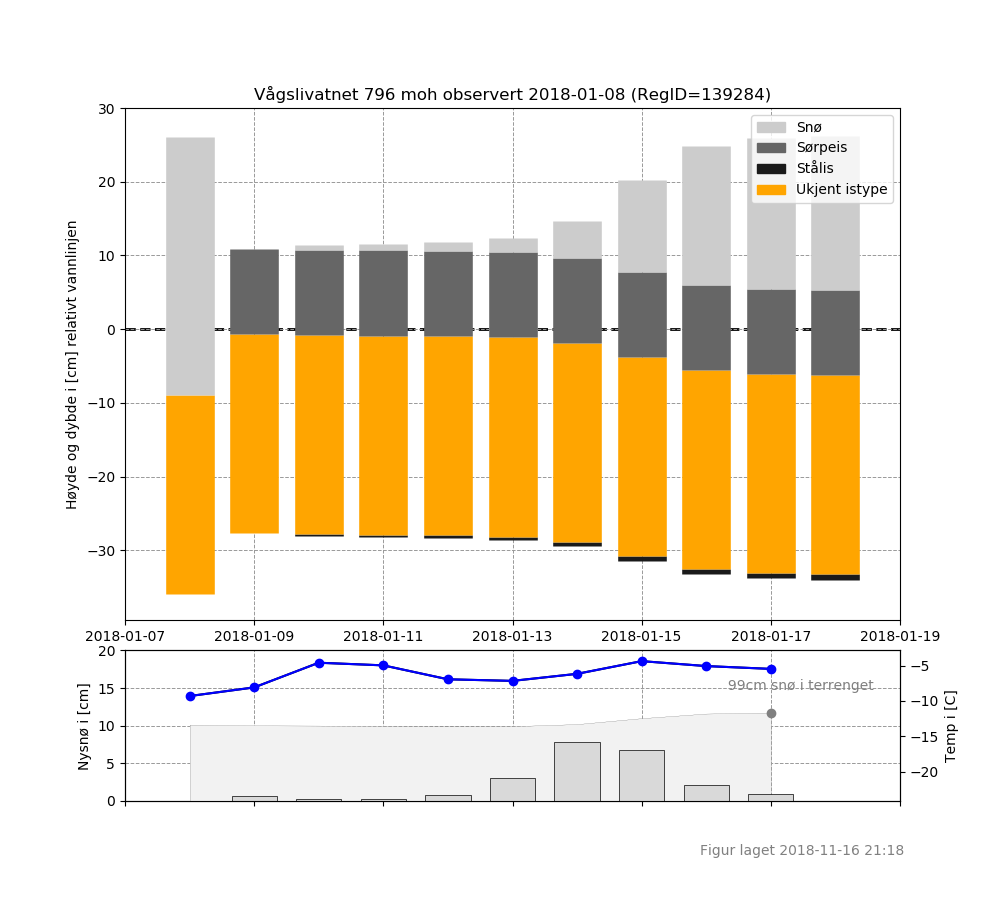 Vågslivatnet 796 moh observert 2018-01-08 (RegID=139284)
Høyde og dybde i [cm] relativt vannlinjen
30
20
10
0
−10
−20
−30
Snø
Sørpeis
Stålis
Ukjent istype
2018-01-07 2018-01-09 2018-01-11 2018-01-13 2018-01-15 2018-01-17 2018-01-19
Nysnø i [cm]
20
15
10
5
0
99cm snø i terrenget
−5
−10
−15
−20
Temp i [C]
Figur laget 2018-11-16 21:18